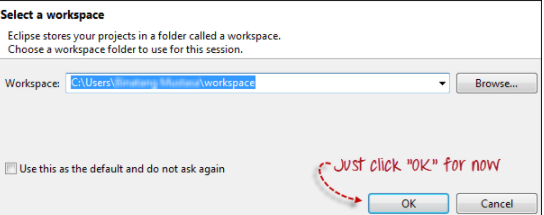 Select a workspace
Eclipse stores your projects in a folder called a workspace.
Choose a workspace folder to use for this session.
Workspace: C:\Users\ \workspace Browse...
Use this as the default and do not ask again
Just click "OK" for now
OK Cancel